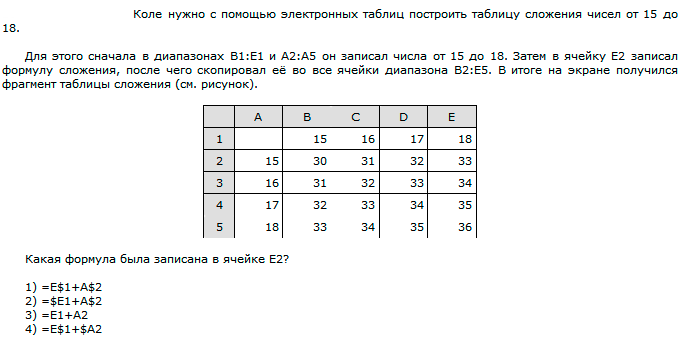 Коле нужно с помощью электронных таблиц построить таблицу сложения чисел от 15 до
18.
Для этого сначала в диапазонах B1:E1 и A2:A5 он записал числа от 15 до 18. Затем в ячейку E2 записал
формулу сложения, после чего скопировал её во все ячейки диапазона B2:E5. В итоге на экране получился
фрагмент таблицы сложения (см. рисунок).
A B C D E
1 15 16 17 18
2 15 30 31 32 33
3 16 31 32 33 34
4 17 32 33 34 35
5 18 33 34 35 36
Какая формула была записана в ячейке E2?
1) =E$1+A$2
2) =$E1+A$2
3) =E1+A2
4) =E$1+$A2